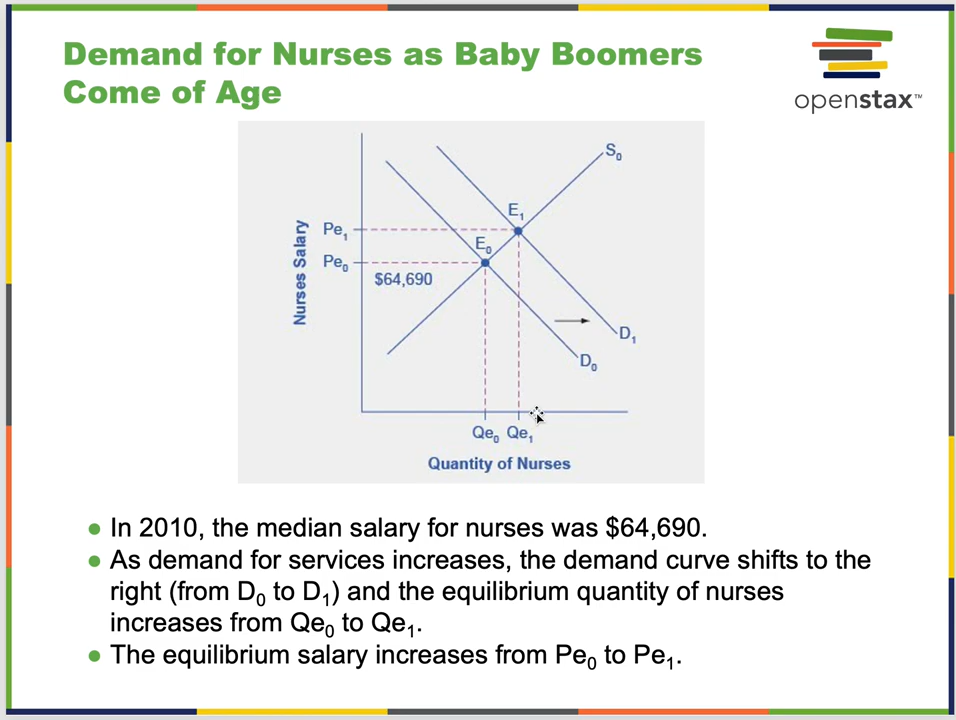 Demand for Nurses as Baby Boomers
Come of Age
openstax™
S₀
E₁
Pe₁
E₀
Pe₀
$64,690
Nurses Salary
D₁
D₀
Qe₀ Qe₁
Quantity of Nurses
● In 2010, the median salary for nurses was $64,690.
● As demand for services increases, the demand curve shifts to the
right (from D₀ to D₁) and the equilibrium quantity of nurses
increases from Qe₀ to Qe₁.
● The equilibrium salary increases from Pe₀ to Pe₁.